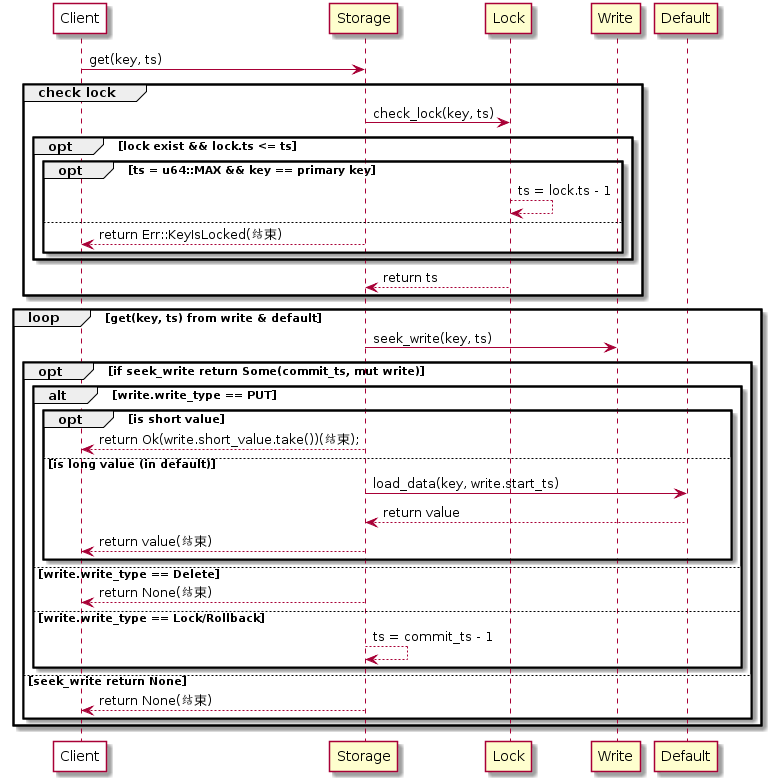 Client Storage Lock Write Default
get(key, ts)
check lock
check_lock(key, ts)
opt [lock exist && lock.ts <= ts]
opt [ts = u64::MAX && key == primary key]
ts = lock.ts - 1
return Err::KeyIsLocked(结束)
return ts
loop [get(key, ts) from write & default]
seek_write(key, ts)
opt [if seek_write return Some(commit_ts, mut write)]
alt [write.write_type == PUT]
opt [is short value]
return Ok(write.short_value.take())(结束);
[is long value (in default)]
load_data(key, write.start_ts)
return value
return value(结束)
[write.write_type == Delete]
return None(结束)
[write.write_type == Lock/Rollback]
ts = commit_ts - 1
[seek_write return None]
return None(结束)
Client Storage Lock Write Default